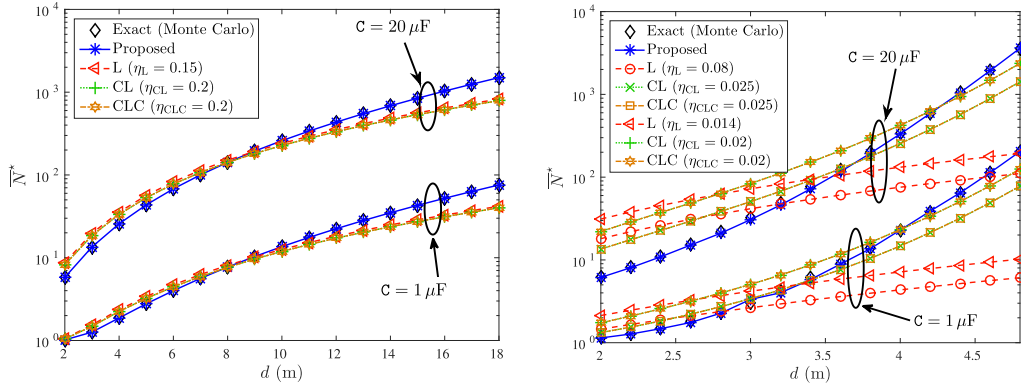 C = 20 μF
Exact (Monte Carlo)
Proposed
L (η_L = 0.15)
CL (η_CL = 0.2)
CLC (η_CLC = 0.2)
C = 1 μF
N̅*
10^3
10^2
10^1
10^0
2 4 6 8 10 12 14 16 18
d (m)
Exact (Monte Carlo)
Proposed
L (η_L = 0.08)
CL (η_CL = 0.025)
CLC (η_CLC = 0.025)
L (η_L = 0.014)
CL (η_CL = 0.02)
CLC (η_CLC = 0.02)
C = 20 μF
C = 1 μF
N̅*
10^4
10^3
10^2
10^1
10^0
2 2.5 3 3.5 4 4.5
d (m)